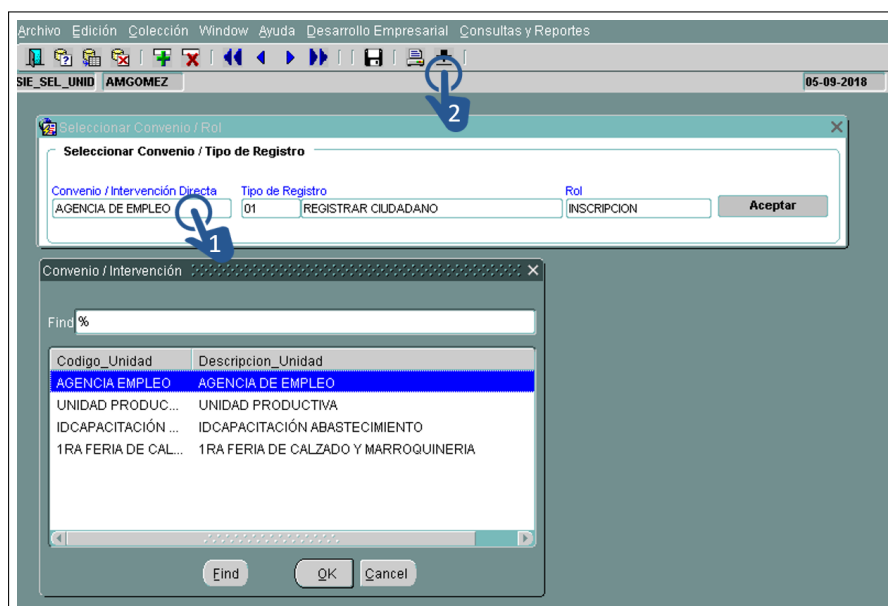 Archivo Edición Colección Window Ayuda Desarrollo Empresarial Consultas y Reportes
SIE_SEL_UNID AMGOMEZ 05-09-2018
2
Seleccionar Convenio / Rol
Seleccionar Convenio / Tipo de Registro
Convenio / Intervención Directa Tipo de Registro Rol
AGENCIA DE EMPLEO 01 REGISTRAR CIUDADANO INSCRIPCION Aceptar
1
Convenio / Intervención
Find %
Codigo_Unidad Descripcion_Unidad
AGENCIA EMPLEO AGENCIA DE EMPLEO
UNIDAD PRODUC... UNIDAD PRODUCTIVA
IDCAPACITACIÓN ... IDCAPACITACIÓN ABASTECIMIENTO
1RA FERIA DE CAL... 1RA FERIA DE CALZADO Y MARROQUINERIA
Find OK Cancel